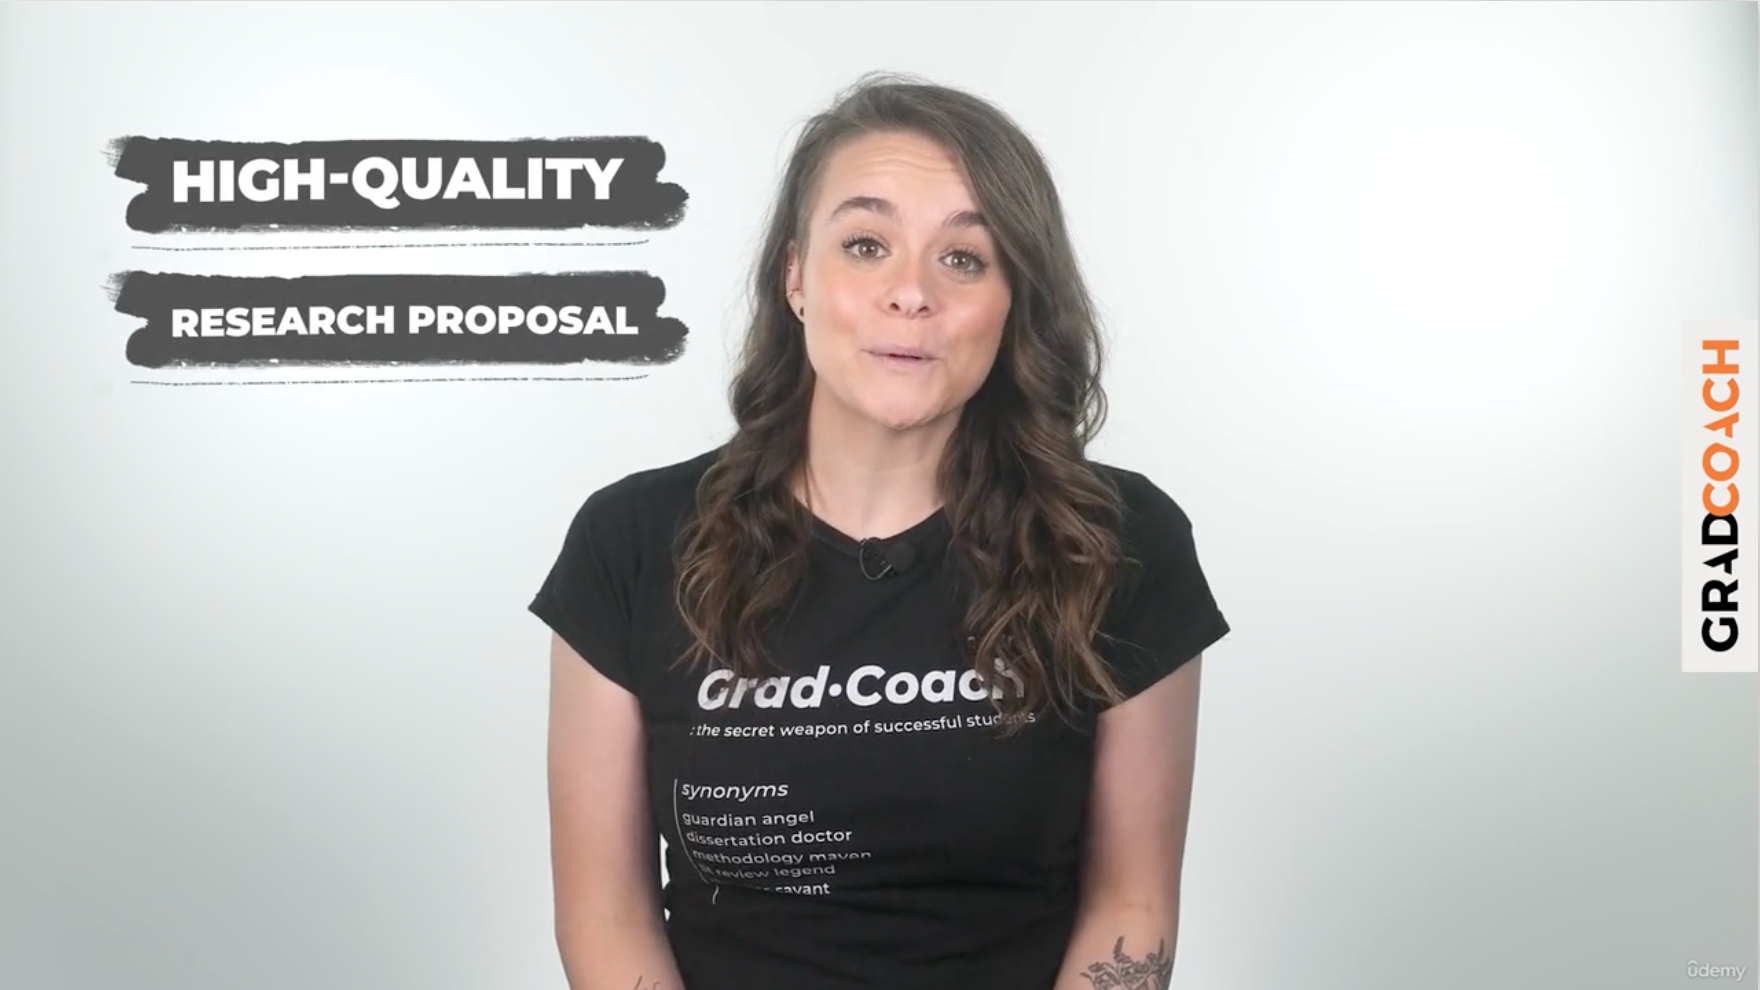 HIGH-QUALITY
RESEARCH PROPOSAL
GRADCOACH
Grad•Coach
: the secret weapon of successful students
synonyms
guardian angel
dissertation doctor
methodology maven
review legend
savant
ûdemy